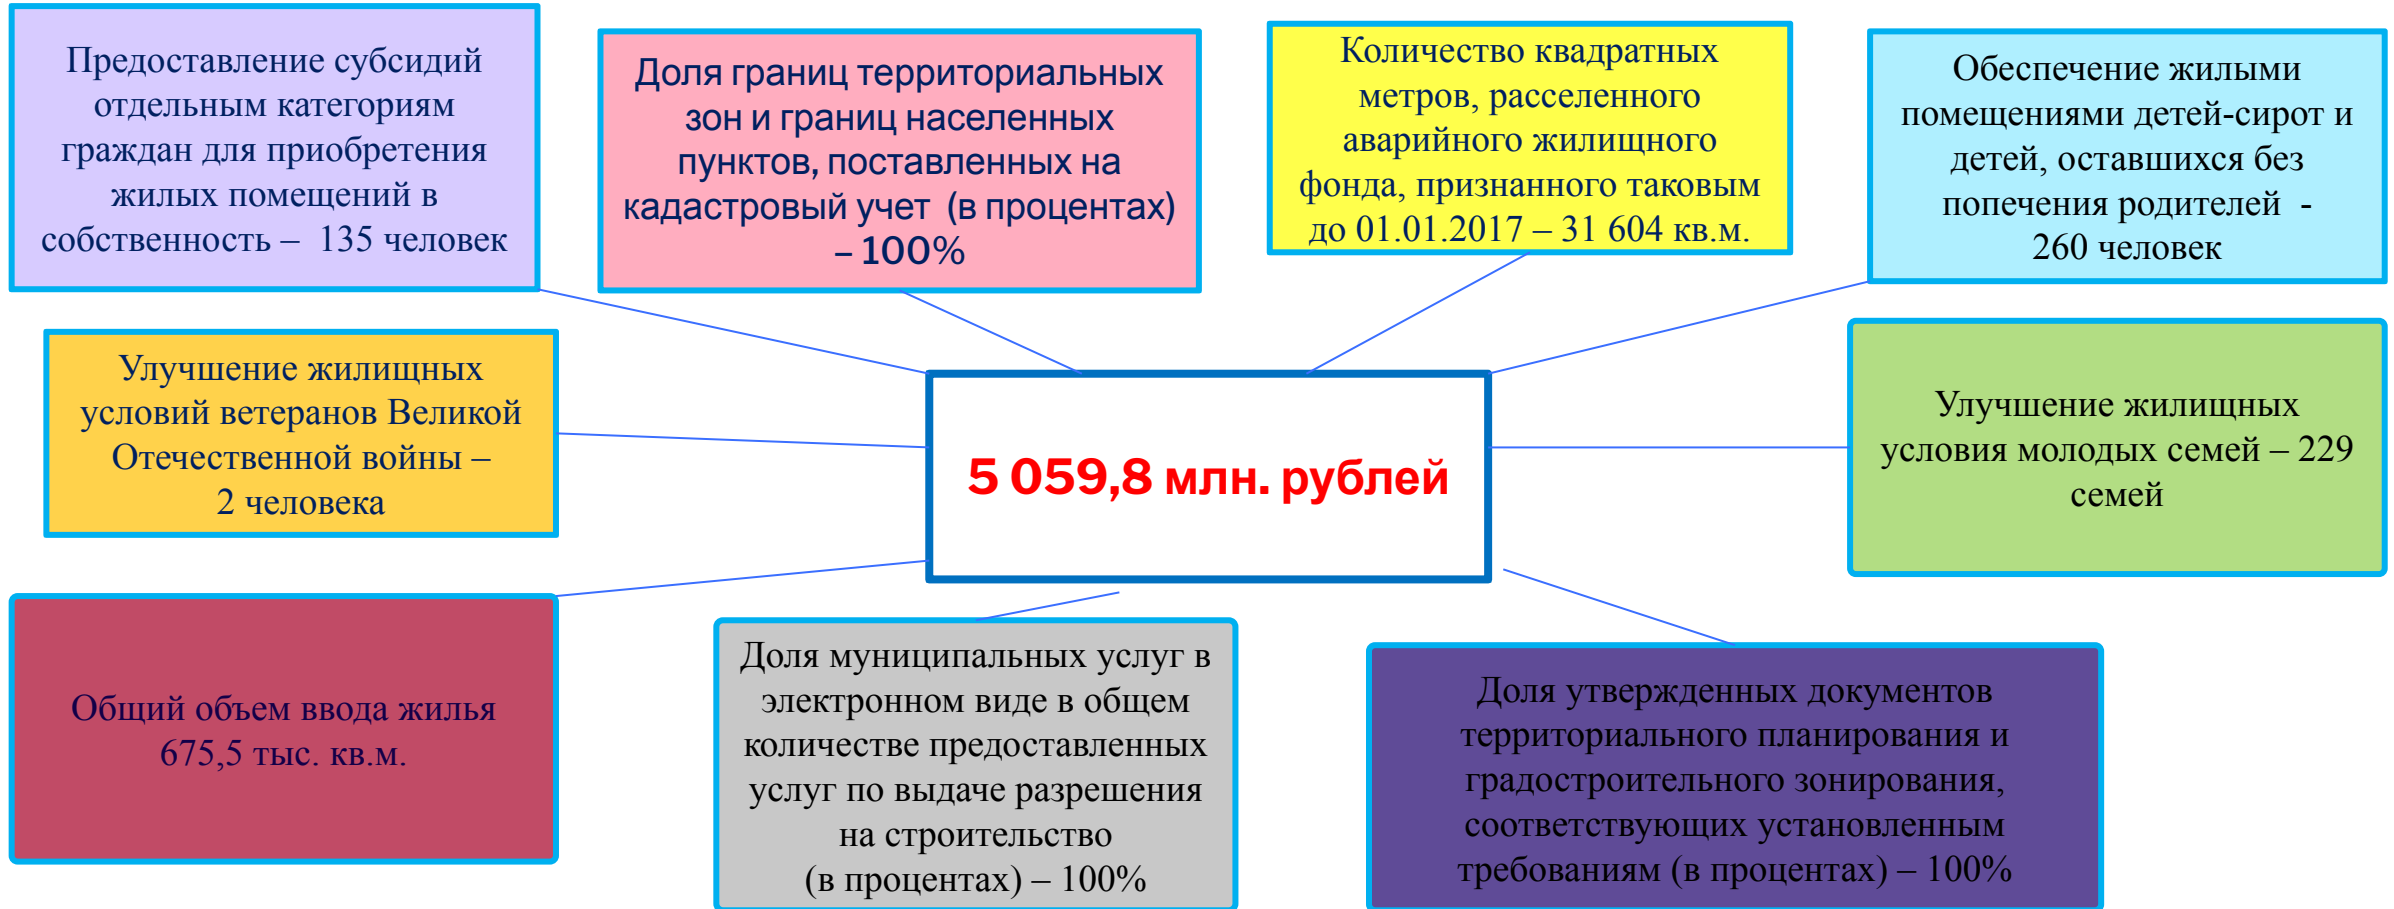 Предоставление субсидий
отдельным категориям
граждан для приобретения
жилых помещений в
собственность – 135 человек
Доля границ территориальных
зон и границ населенных
пунктов, поставленных на
кадастровый учет (в процентах)
– 100%
Количество квадратных
метров, расселенного
аварийного жилищного
фонда, признанного таковым
до 01.01.2017 – 31 604 кв.м.
Обеспечение жилыми
помещениями детей-сирот и
детей, оставшихся без
попечения родителей -
260 человек
Улучшение жилищных
условий ветеранов Великой
Отечественной войны –
2 человека
5 059,8 млн. рублей
Улучшение жилищных
условия молодых семей – 229
семей
Общий объем ввода жилья
675,5 тыс. кв.м.
Доля муниципальных услуг в
электронном виде в общем
количестве предоставленных
услуг по выдаче разрешения
на строительство
(в процентах) – 100%
Доля утвержденных документов
территориального планирования и
градостроительного зонирования,
соответствующих установленным
требованиям (в процентах) – 100%